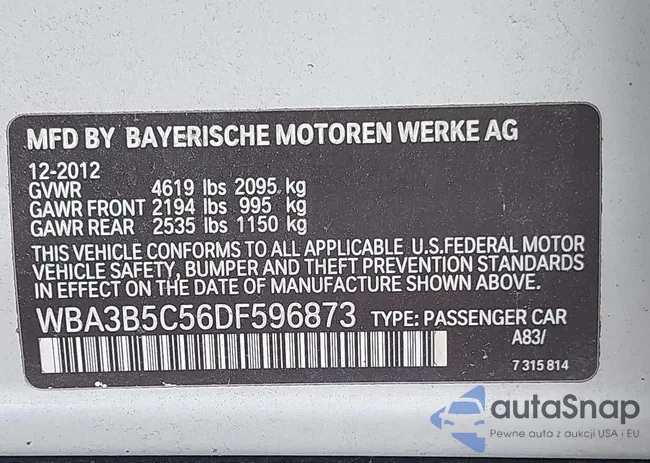 MFD BY BAYERISCHE MOTOREN WERKE AG
12-2012
GVWR 4619 lbs 2095 kg
GAWR FRONT 2194 lbs 995 kg
GAWR REAR 2535 lbs 1150 kg
THIS VEHICLE CONFORMS TO ALL APPLICABLE U.S.FEDERAL MOTOR
VEHICLE SAFETY, BUMPER AND THEFT PREVENTION STANDARDS
IN EFFECT ON THE DATE OF MANUFACTURE SHOWN ABOVE.
WBA3B5C56DF596873 TYPE: PASSENGER CAR
A83/
7 315 814
autaSnap
Pewne auta z aukcji USA i EU